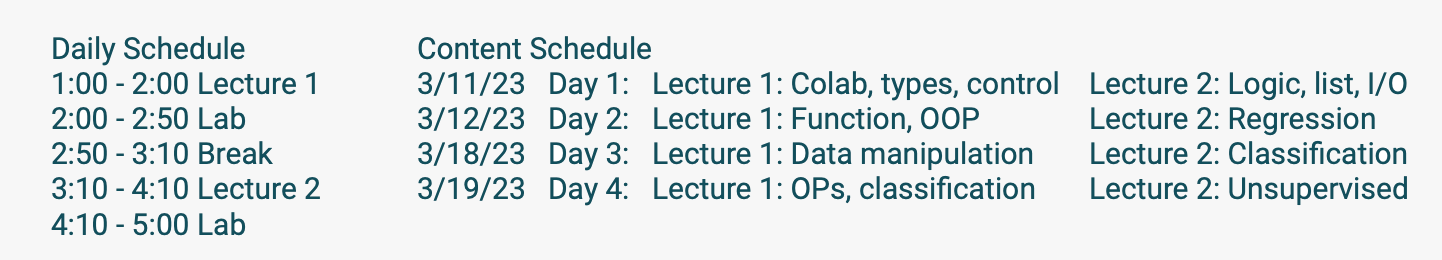 Daily Schedule
1:00 - 2:00 Lecture 1
2:00 - 2:50 Lab
2:50 - 3:10 Break
3:10 - 4:10 Lecture 2
4:10 - 5:00 Lab
Content Schedule
3/11/23 Day 1: Lecture 1: Colab, types, control Lecture 2: Logic, list, I/O
3/12/23 Day 2: Lecture 1: Function, OOP Lecture 2: Regression
3/18/23 Day 3: Lecture 1: Data manipulation Lecture 2: Classification
3/19/23 Day 4: Lecture 1: OPs, classification Lecture 2: Unsupervised